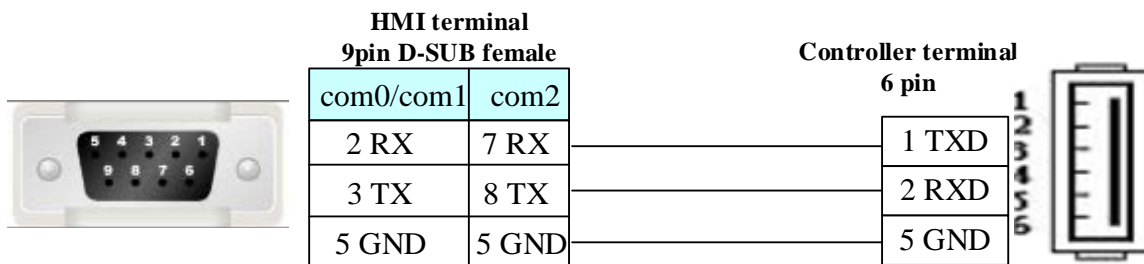 HMI terminal
9pin D-SUB female
com0/com1 com2
2 RX 7 RX
3 TX 8 TX
5 GND 5 GND
5 4 3 2 1
9 8 7 6
Controller terminal
6 pin
1 TXD
2 RXD
5 GND
1
2
3
4
5
6